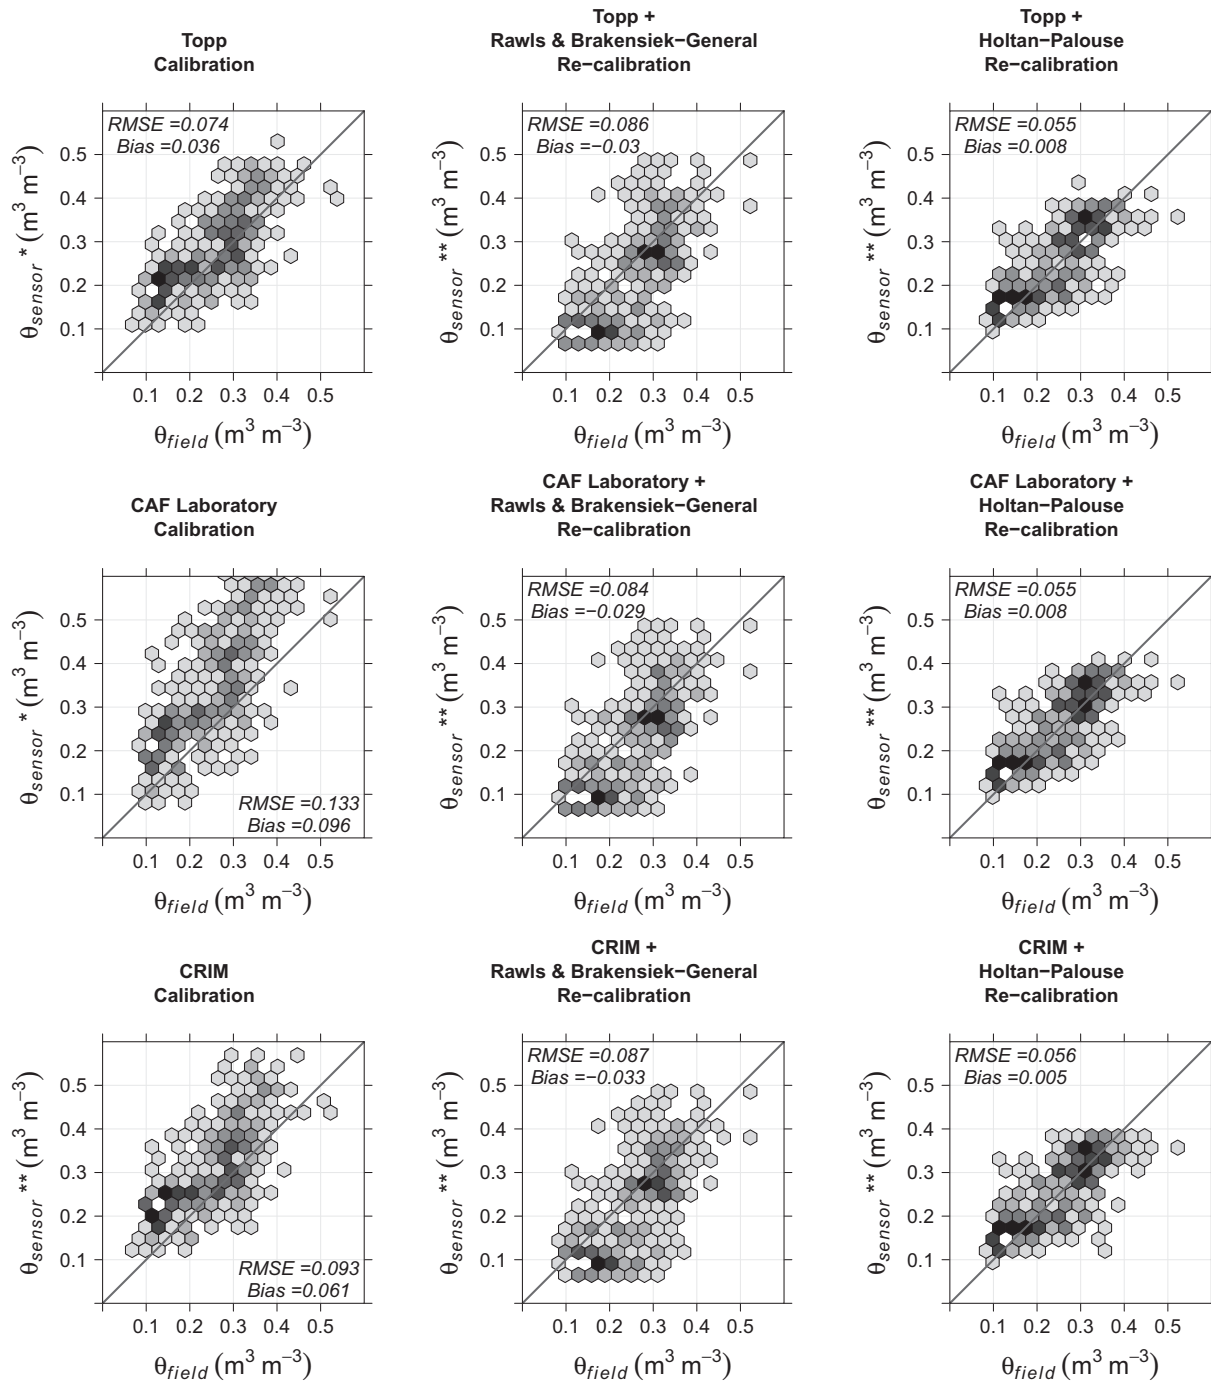 Topp
Calibration
RMSE =0.074
Bias =0.036
0.5
0.4
0.3
0.2
0.1
θsensor * (m³ m⁻³)
0.1 0.2 0.3 0.4 0.5
θfield (m³ m⁻³)
Topp +
Rawls & Brakensiek−General
Re−calibration
RMSE =0.086
Bias =−0.03
0.5
0.4
0.3
0.2
0.1
θsensor ** (m³ m⁻³)
0.1 0.2 0.3 0.4 0.5
θfield (m³ m⁻³)
Topp +
Holtan−Palouse
Re−calibration
RMSE =0.055
Bias =0.008
0.5
0.4
0.3
0.2
0.1
θsensor ** (m³ m⁻³)
0.1 0.2 0.3 0.4 0.5
θfield (m³ m⁻³)
CAF Laboratory
Calibration
0.5
0.4
0.3
0.2
0.1
θsensor * (m³ m⁻³)
RMSE =0.133
Bias =0.096
0.1 0.2 0.3 0.4 0.5
θfield (m³ m⁻³)
CAF Laboratory +
Rawls & Brakensiek−General
Re−calibration
RMSE =0.084
Bias =−0.029
0.5
0.4
0.3
0.2
0.1
θsensor ** (m³ m⁻³)
0.1 0.2 0.3 0.4 0.5
θfield (m³ m⁻³)
CAF Laboratory +
Holtan−Palouse
Re−calibration
RMSE =0.055
Bias =0.008
0.5
0.4
0.3
0.2
0.1
θsensor ** (m³ m⁻³)
0.1 0.2 0.3 0.4 0.5
θfield (m³ m⁻³)
CRIM
Calibration
0.5
0.4
0.3
0.2
0.1
θsensor ** (m³ m⁻³)
RMSE =0.093
Bias =0.061
0.1 0.2 0.3 0.4 0.5
θfield (m³ m⁻³)
CRIM +
Rawls & Brakensiek−General
Re−calibration
RMSE =0.087
Bias =−0.033
0.5
0.4
0.3
0.2
0.1
θsensor ** (m³ m⁻³)
0.1 0.2 0.3 0.4 0.5
θfield (m³ m⁻³)
CRIM +
Holtan−Palouse
Re−calibration
RMSE =0.056
Bias =0.005
0.5
0.4
0.3
0.2
0.1
θsensor ** (m³ m⁻³)
0.1 0.2 0.3 0.4 0.5
θfield (m³ m⁻³)